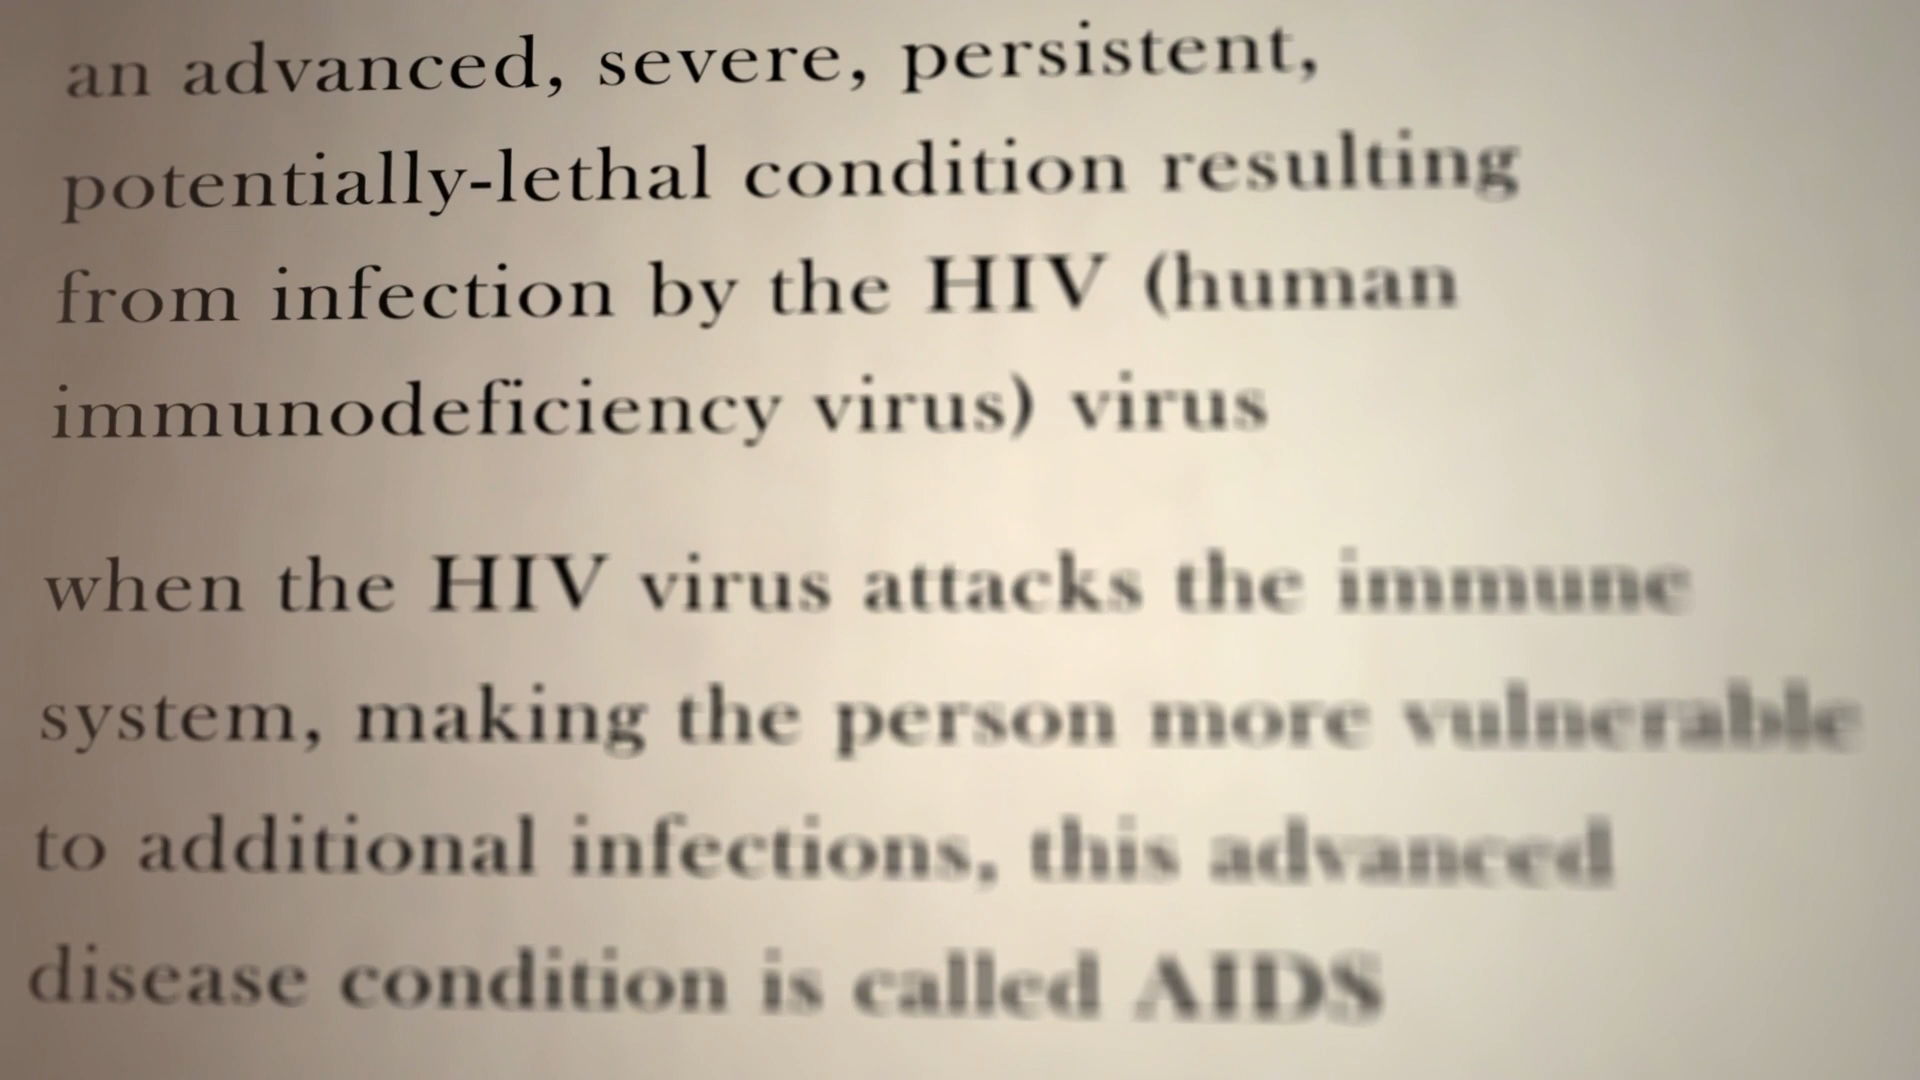 an advanced, severe, persistent,
potentially-lethal condition resulting
from infection by the HIV (human
immunodeficiency virus) virus
when the HIV virus attacks the immune
system, making the person more vulnerable
to additional infections, this advanced
disease condition is called AIDS